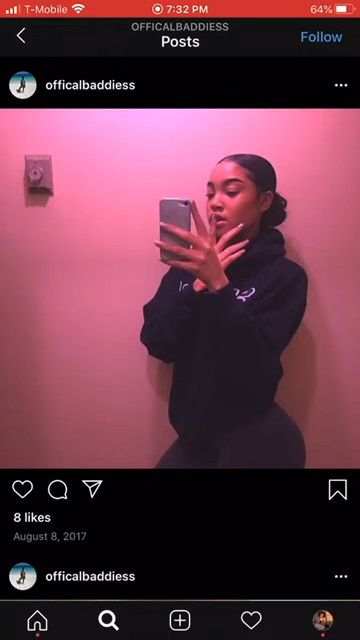 T-Mobile 7:32 PM 64%
OFFICALBADDIESS
Posts
Follow
officalbaddiess
8 likes
August 8, 2017
officalbaddiess